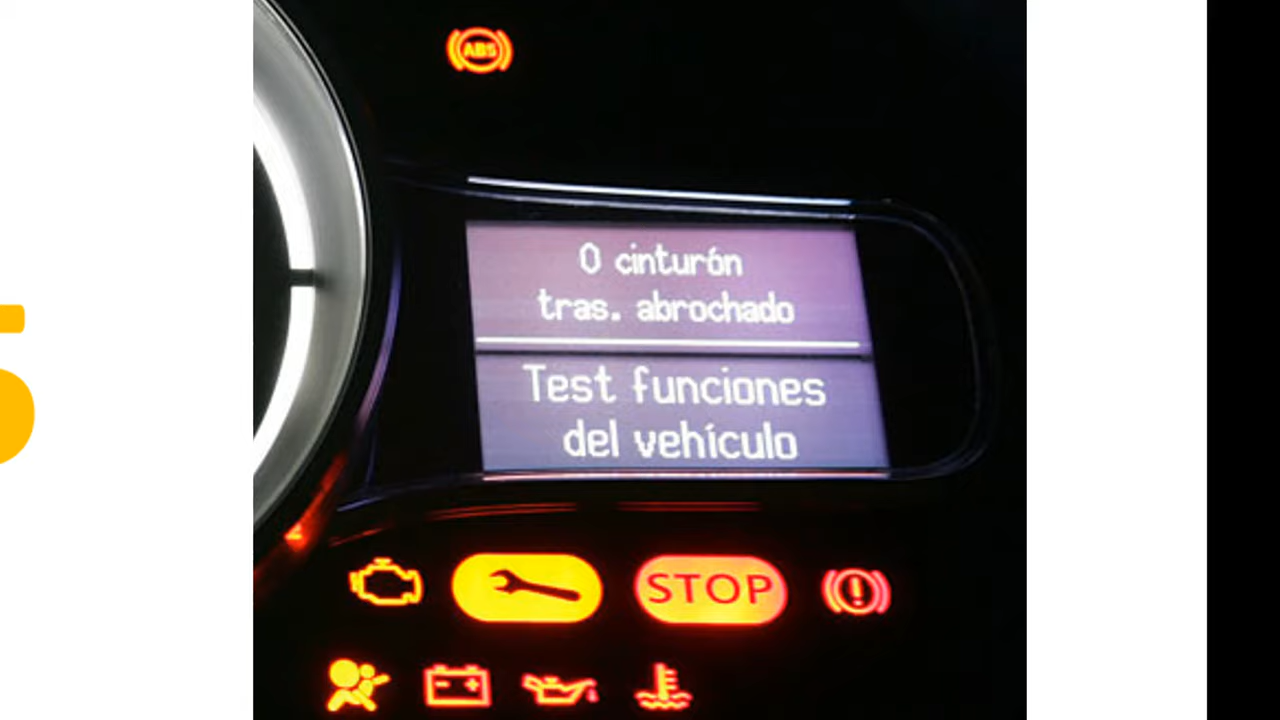 ABS
0 cinturón
tras. abrochado
Test funciones
del vehículo
STOP